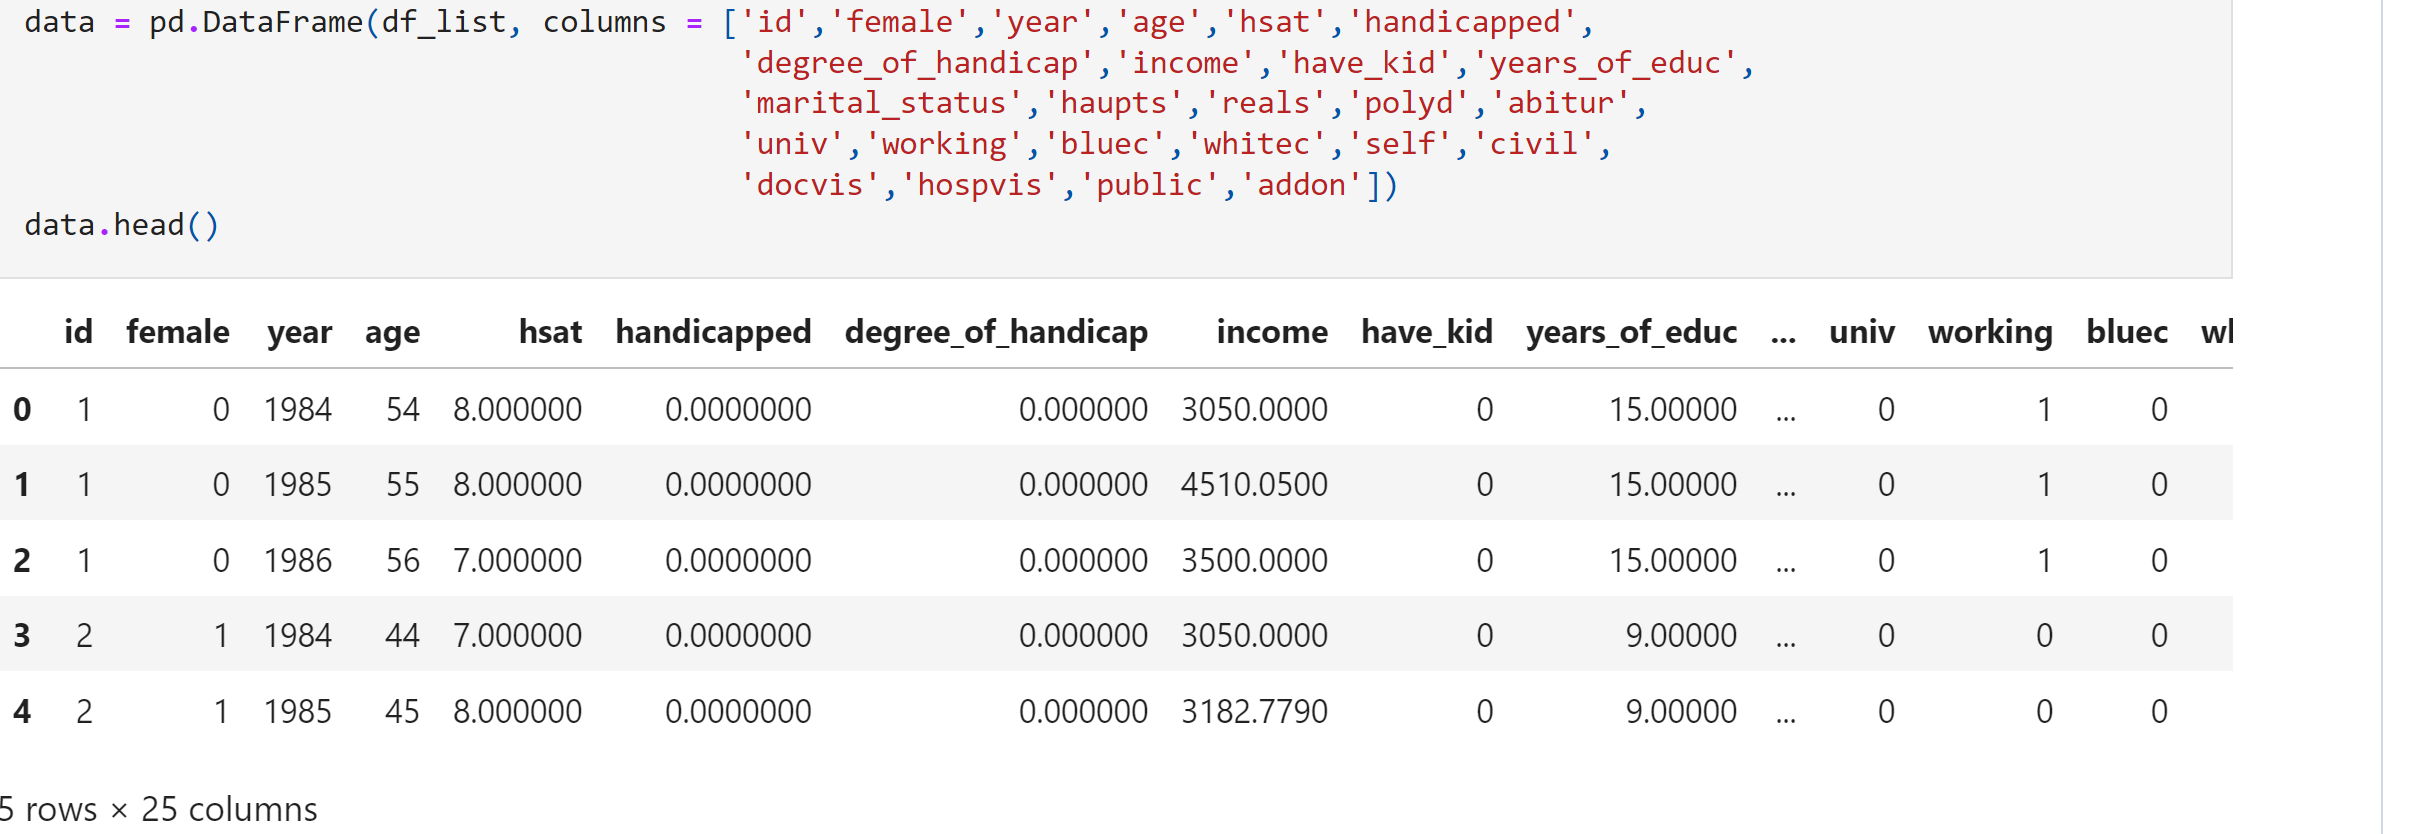 data = pd.DataFrame(df_list, columns = ['id','female','year','age','hsat','handicapped',
'degree_of_handicap','income','have_kid','years_of_educ',
'marital_status','haupts','reals','polyd','abitur',
'univ','working','bluec','whitec','self','civil',
'docvis','hospvis','public','addon'])
data.head()
id female year age hsat handicapped degree_of_handicap income have_kid years_of_educ ... univ working bluec wl
0 1 0 1984 54 8.000000 0.0000000 0.000000 3050.0000 0 15.00000 ... 0 1 0
1 1 0 1985 55 8.000000 0.0000000 0.000000 4510.0500 0 15.00000 ... 0 1 0
2 1 0 1986 56 7.000000 0.0000000 0.000000 3500.0000 0 15.00000 ... 0 1 0
3 2 1 1984 44 7.000000 0.0000000 0.000000 3050.0000 0 9.00000 ... 0 0 0
4 2 1 1985 45 8.000000 0.0000000 0.000000 3182.7790 0 9.00000 ... 0 0 0
5 rows × 25 columns